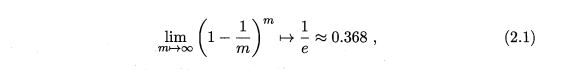 lim_{m↦∞} (1 − 1/m)^m ↦ 1/e ≈ 0.368 , (2.1)